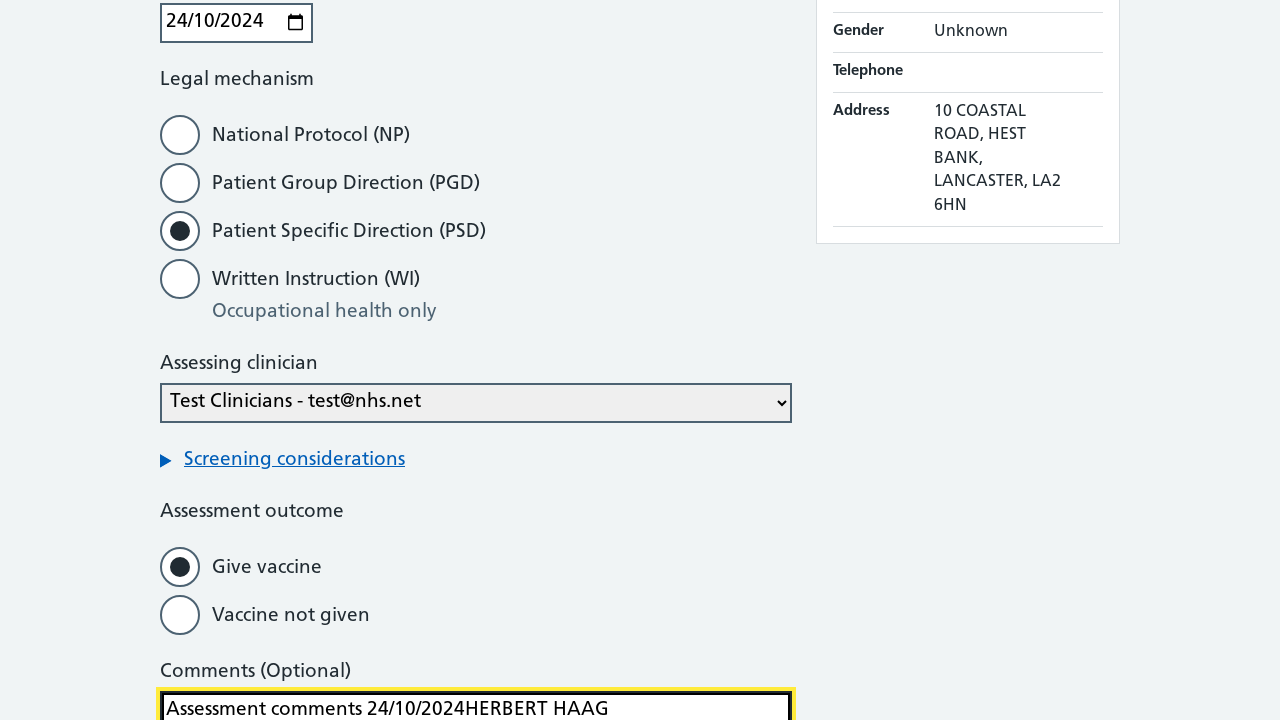 24/10/2024
Legal mechanism
National Protocol (NP)
Patient Group Direction (PGD)
Patient Specific Direction (PSD)
Written Instruction (WI)
Occupational health only
Assessing clinician
Test Clinicians - test@nhs.net
Screening considerations
Assessment outcome
Give vaccine
Vaccine not given
Comments (Optional)
Assessment comments 24/10/2024HERBERT HAAG
Gender Unknown
Telephone
Address 10 COASTAL
ROAD, HEST
BANK,
LANCASTER, LA2
6HN